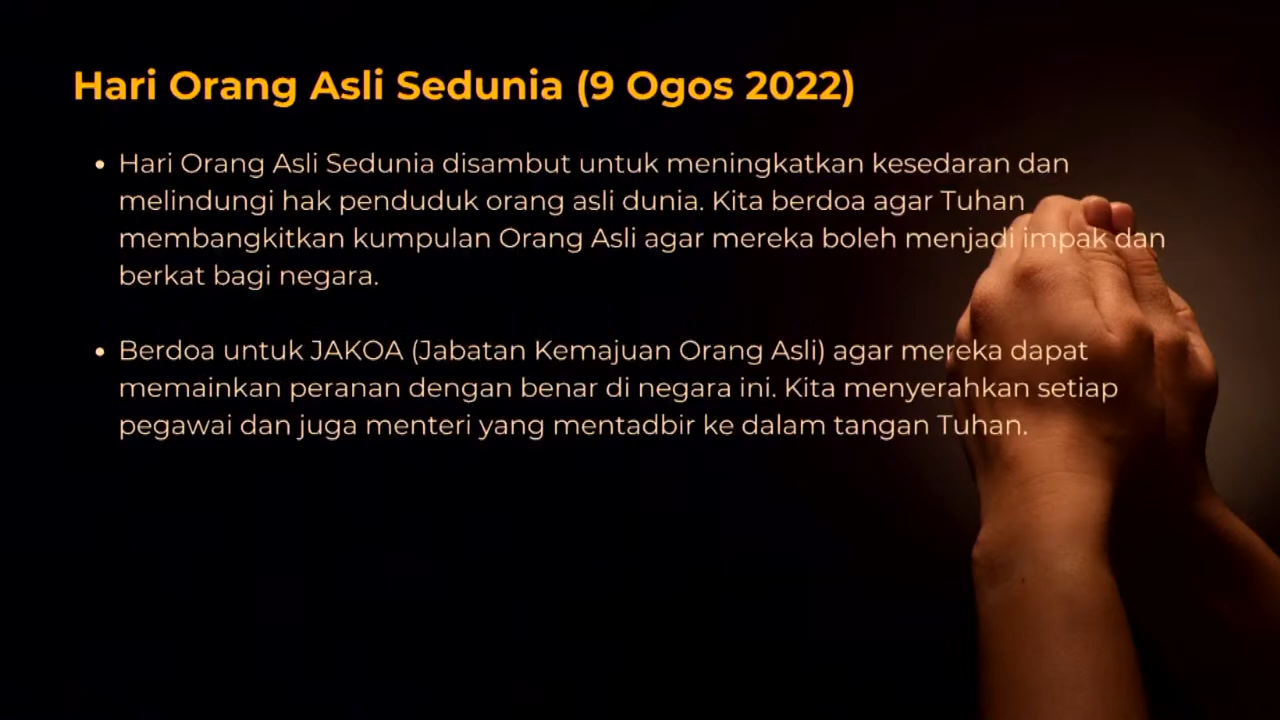 Hari Orang Asli Sedunia (9 Ogos 2022)
• Hari Orang Asli Sedunia disambut untuk meningkatkan kesedaran dan
melindungi hak penduduk orang asli dunia. Kita berdoa agar Tuhan
membangkitkan kumpulan Orang Asli agar mereka boleh menjadi impak dan
berkat bagi negara.
• Berdoa untuk JAKOA (Jabatan Kemajuan Orang Asli) agar mereka dapat
memainkan peranan dengan benar di negara ini. Kita menyerahkan setiap
pegawai dan juga menteri yang mentadbir ke dalam tangan Tuhan.